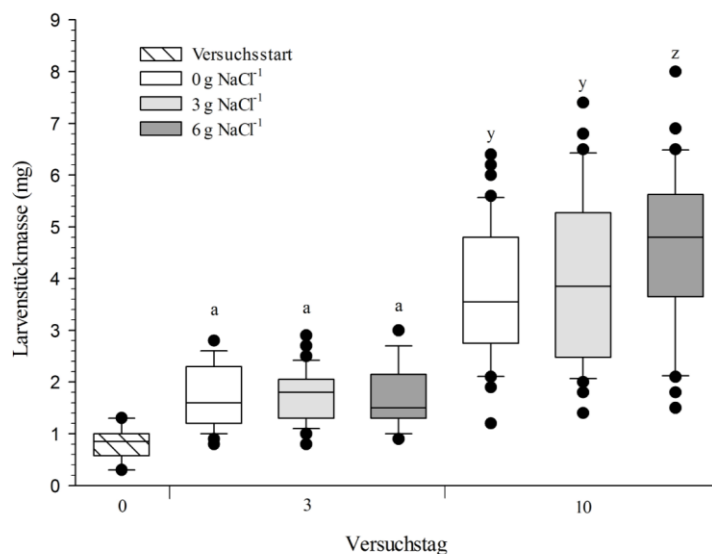 9
8
7
6
5
4
3
2
1
0
Larvenstückmasse (mg)
Versuchsstart
0 g NaCl⁻¹
3 g NaCl⁻¹
6 g NaCl⁻¹
a
a
a
y
y
z
0
3
10
Versuchstag